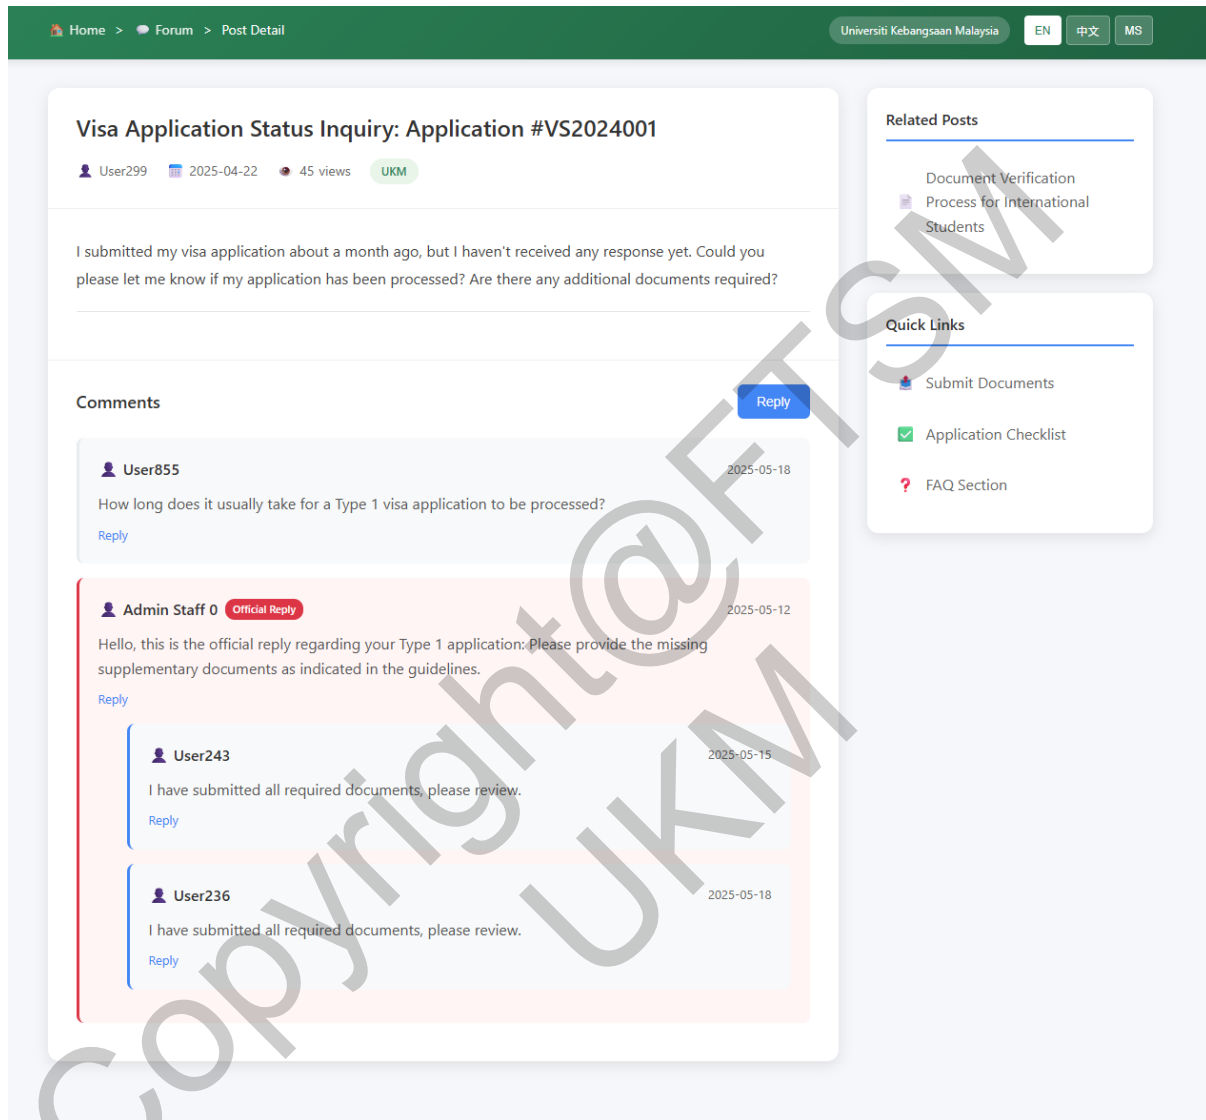 Home > Forum > Post Detail
Universiti Kebangsaan Malaysia EN 中文 MS
Visa Application Status Inquiry: Application #VS2024001
User299 2025-04-22 45 views UKM
I submitted my visa application about a month ago, but I haven't received any response yet. Could you
please let me know if my application has been processed? Are there any additional documents required?
Comments
Reply
User855 2025-05-18
How long does it usually take for a Type 1 visa application to be processed?
Reply
Admin Staff 0 Official Reply 2025-05-12
Hello, this is the official reply regarding your Type 1 application: Please provide the missing
supplementary documents as indicated in the guidelines.
Reply
User243 2025-05-15
I have submitted all required documents, please review.
Reply
User236 2025-05-18
I have submitted all required documents, please review.
Reply
Related Posts
Document Verification
Process for International
Students
Quick Links
Submit Documents
Application Checklist
FAQ Section
Copyright@FTSM
UKM